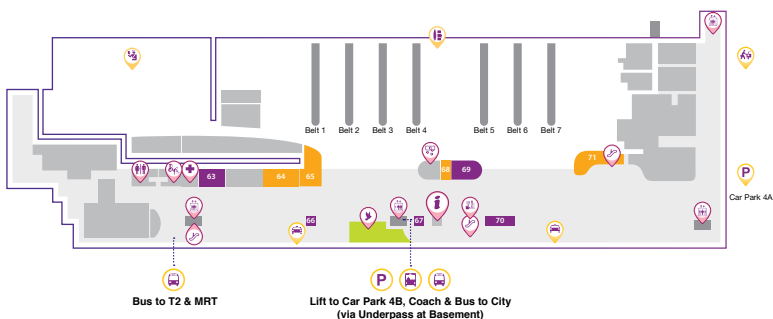 Belt 1
Belt 2
Belt 3
Belt 4
Belt 5
Belt 6
Belt 7
63
64
65
68
69
71
P
Car Park 4A
66
67
i
70
Bus to T2 & MRT
P
Lift to Car Park 4B, Coach & Bus to City
(via Underpass at Basement)